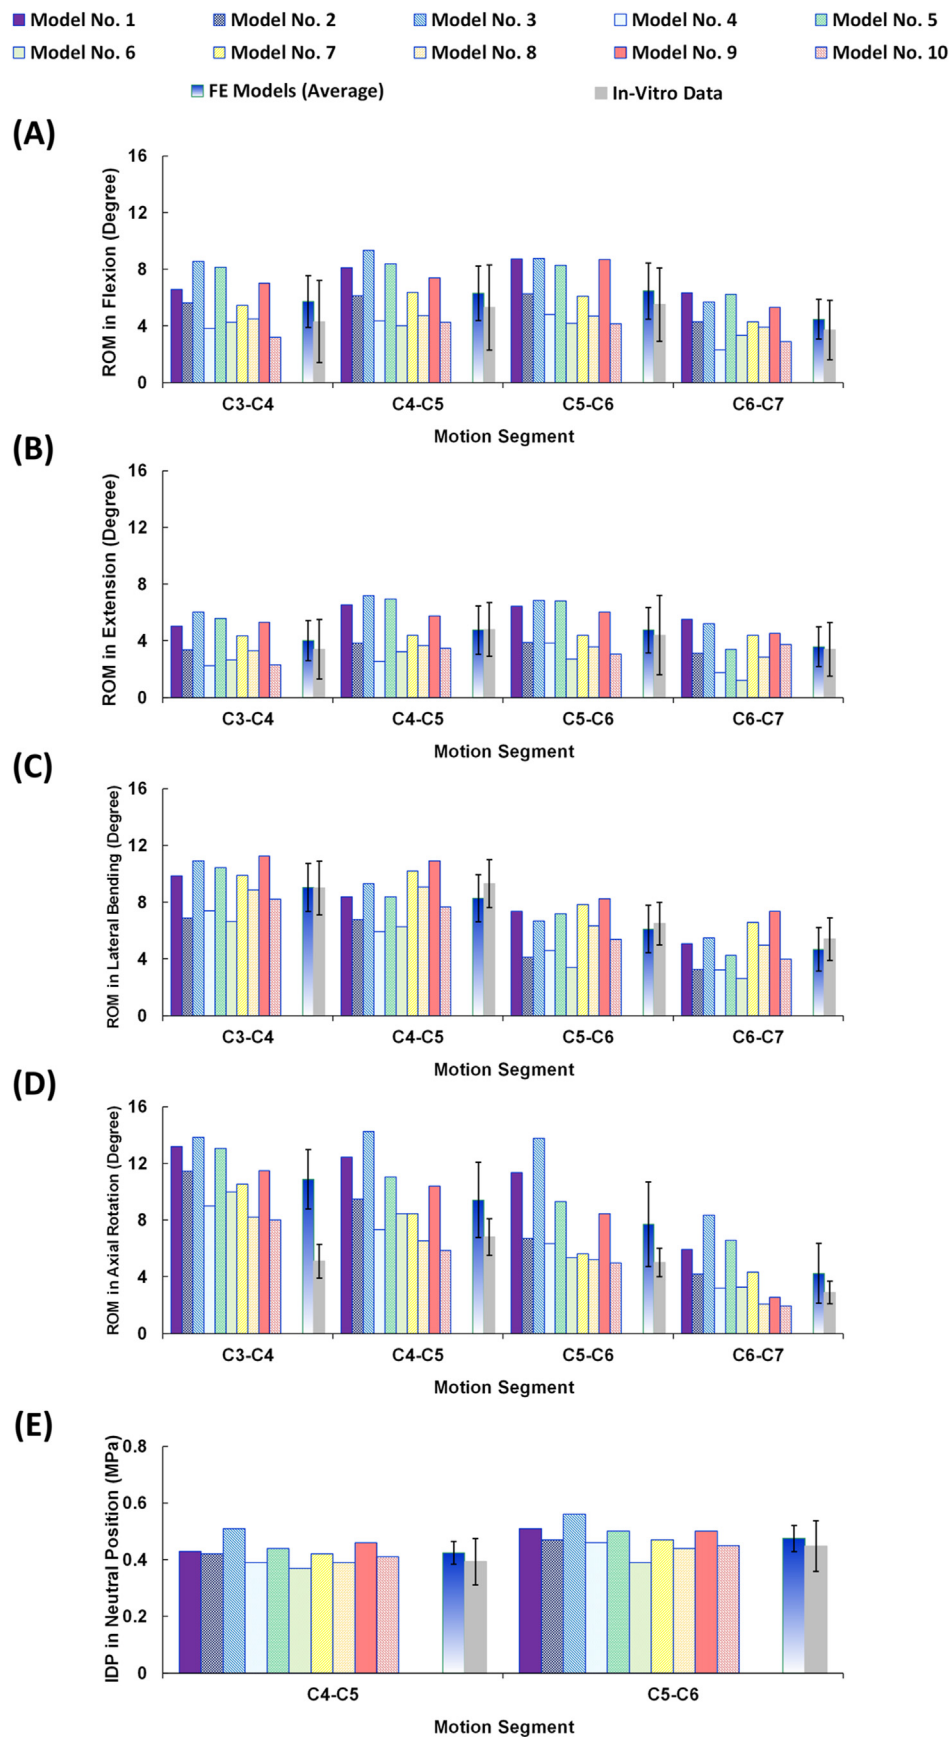 Model No. 1 Model No. 2 Model No. 3 Model No. 4 Model No. 5
Model No. 6 Model No. 7 Model No. 8 Model No. 9 Model No. 10
FE Models (Average) In-Vitro Data
(A)
ROM in Flexion (Degree)
16
12
8
4
0
C3-C4 C4-C5 C5-C6 C6-C7
Motion Segment
(B)
ROM in Extension (Degree)
16
12
8
4
0
C3-C4 C4-C5 C5-C6 C6-C7
Motion Segment
(C)
ROM in Lateral Bending (Degree)
16
12
8
4
0
C3-C4 C4-C5 C5-C6 C6-C7
Motion Segment
(D)
ROM in Axial Rotation (Degree)
16
12
8
4
0
C3-C4 C4-C5 C5-C6 C6-C7
Motion Segment
(E)
IDP in Neutral Position (MPa)
0.8
0.6
0.4
0.2
0
C4-C5 C5-C6
Motion Segment